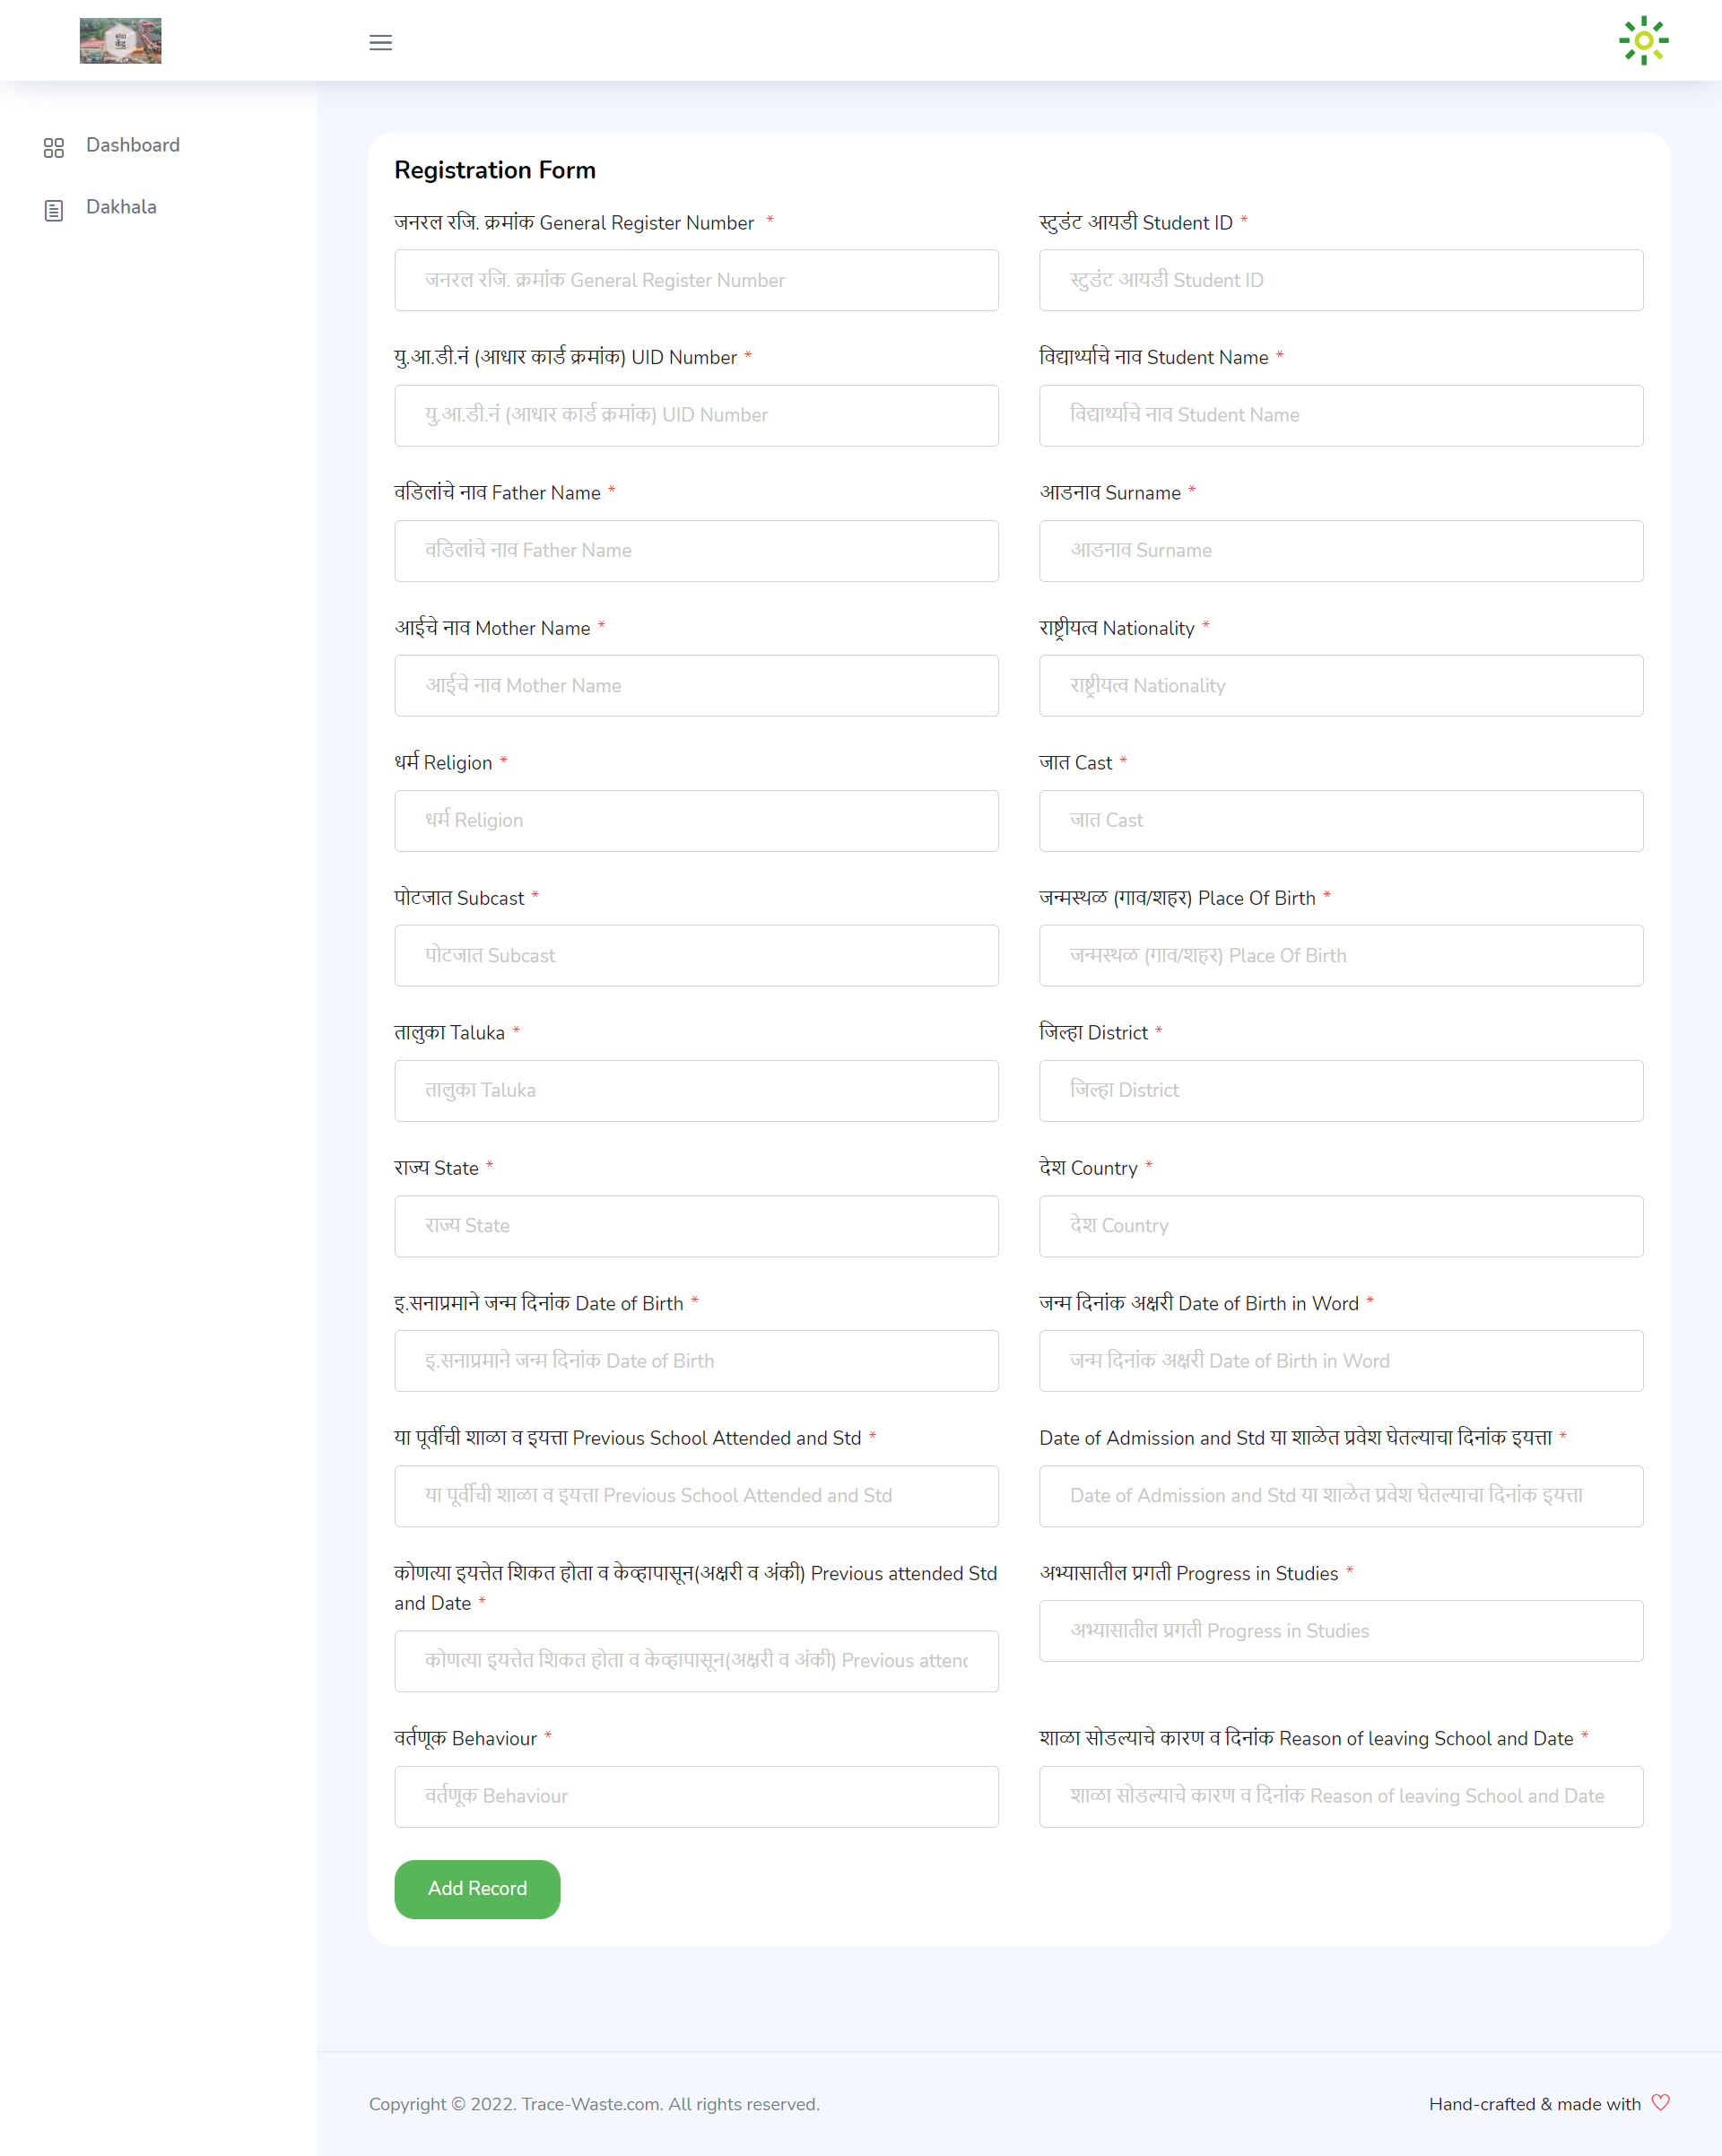 Dashboard
Dakhala
Registration Form
जनरल रजि. क्रमांक General Register Number *
जनरल रजि. क्रमांक General Register Number
स्टुडंट आयडी Student ID *
स्टुडंट आयडी Student ID
यु.आ.डी.नं (आधार कार्ड क्रमांक) UID Number *
यु.आ.डी.नं (आधार कार्ड क्रमांक) UID Number
विद्यार्थ्याचे नाव Student Name *
विद्यार्थ्याचे नाव Student Name
वडिलांचे नाव Father Name *
वडिलांचे नाव Father Name
आडनाव Surname *
आडनाव Surname
आईचे नाव Mother Name *
आईचे नाव Mother Name
राष्ट्रीयत्व Nationality *
राष्ट्रीयत्व Nationality
धर्म Religion *
धर्म Religion
जात Cast *
जात Cast
पोटजात Subcast *
पोटजात Subcast
जन्मस्थळ (गाव/शहर) Place Of Birth *
जन्मस्थळ (गाव/शहर) Place Of Birth
तालुका Taluka *
तालुका Taluka
जिल्हा District *
जिल्हा District
राज्य State *
राज्य State
देश Country *
देश Country
इ.सनाप्रमाने जन्म दिनांक Date of Birth *
इ.सनाप्रमाने जन्म दिनांक Date of Birth
जन्म दिनांक अक्षरी Date of Birth in Word *
जन्म दिनांक अक्षरी Date of Birth in Word
या पूर्वीची शाळा व इयत्ता Previous School Attended and Std *
या पूर्वीची शाळा व इयत्ता Previous School Attended and Std
Date of Admission and Std या शाळेत प्रवेश घेतल्याचा दिनांक इयत्ता *
Date of Admission and Std या शाळेत प्रवेश घेतल्याचा दिनांक इयत्ता
कोणत्या इयत्तेत शिकत होता व केव्हापासून(अक्षरी व अंकी) Previous attended Std
and Date *
कोणत्या इयत्तेत शिकत होता व केव्हापासून(अक्षरी व अंकी) Previous attend
अभ्यासातील प्रगती Progress in Studies *
अभ्यासातील प्रगती Progress in Studies
वर्तणूक Behaviour *
वर्तणूक Behaviour
शाळा सोडल्याचे कारण व दिनांक Reason of leaving School and Date *
शाळा सोडल्याचे कारण व दिनांक Reason of leaving School and Date
Add Record
Copyright © 2022. Trace-Waste.com. All rights reserved.
Hand-crafted & made with